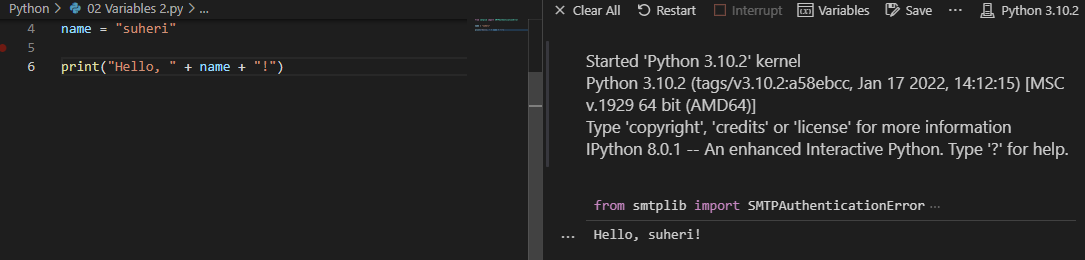 Python > 02 Variables 2.py > ...
4 name = "suheri"
5
6 print("Hello, " + name + "!")
Clear All Restart Interrupt Variables Save ... Python 3.10.2
Started 'Python 3.10.2' kernel
Python 3.10.2 (tags/v3.10.2:a58ebcc, Jan 17 2022, 14:12:15) [MSC
v.1929 64 bit (AMD64)]
Type 'copyright', 'credits' or 'license' for more information
IPython 8.0.1 -- An enhanced Interactive Python. Type '?' for help.
from smtplib import SMTPAuthenticationError ...
... Hello, suheri!